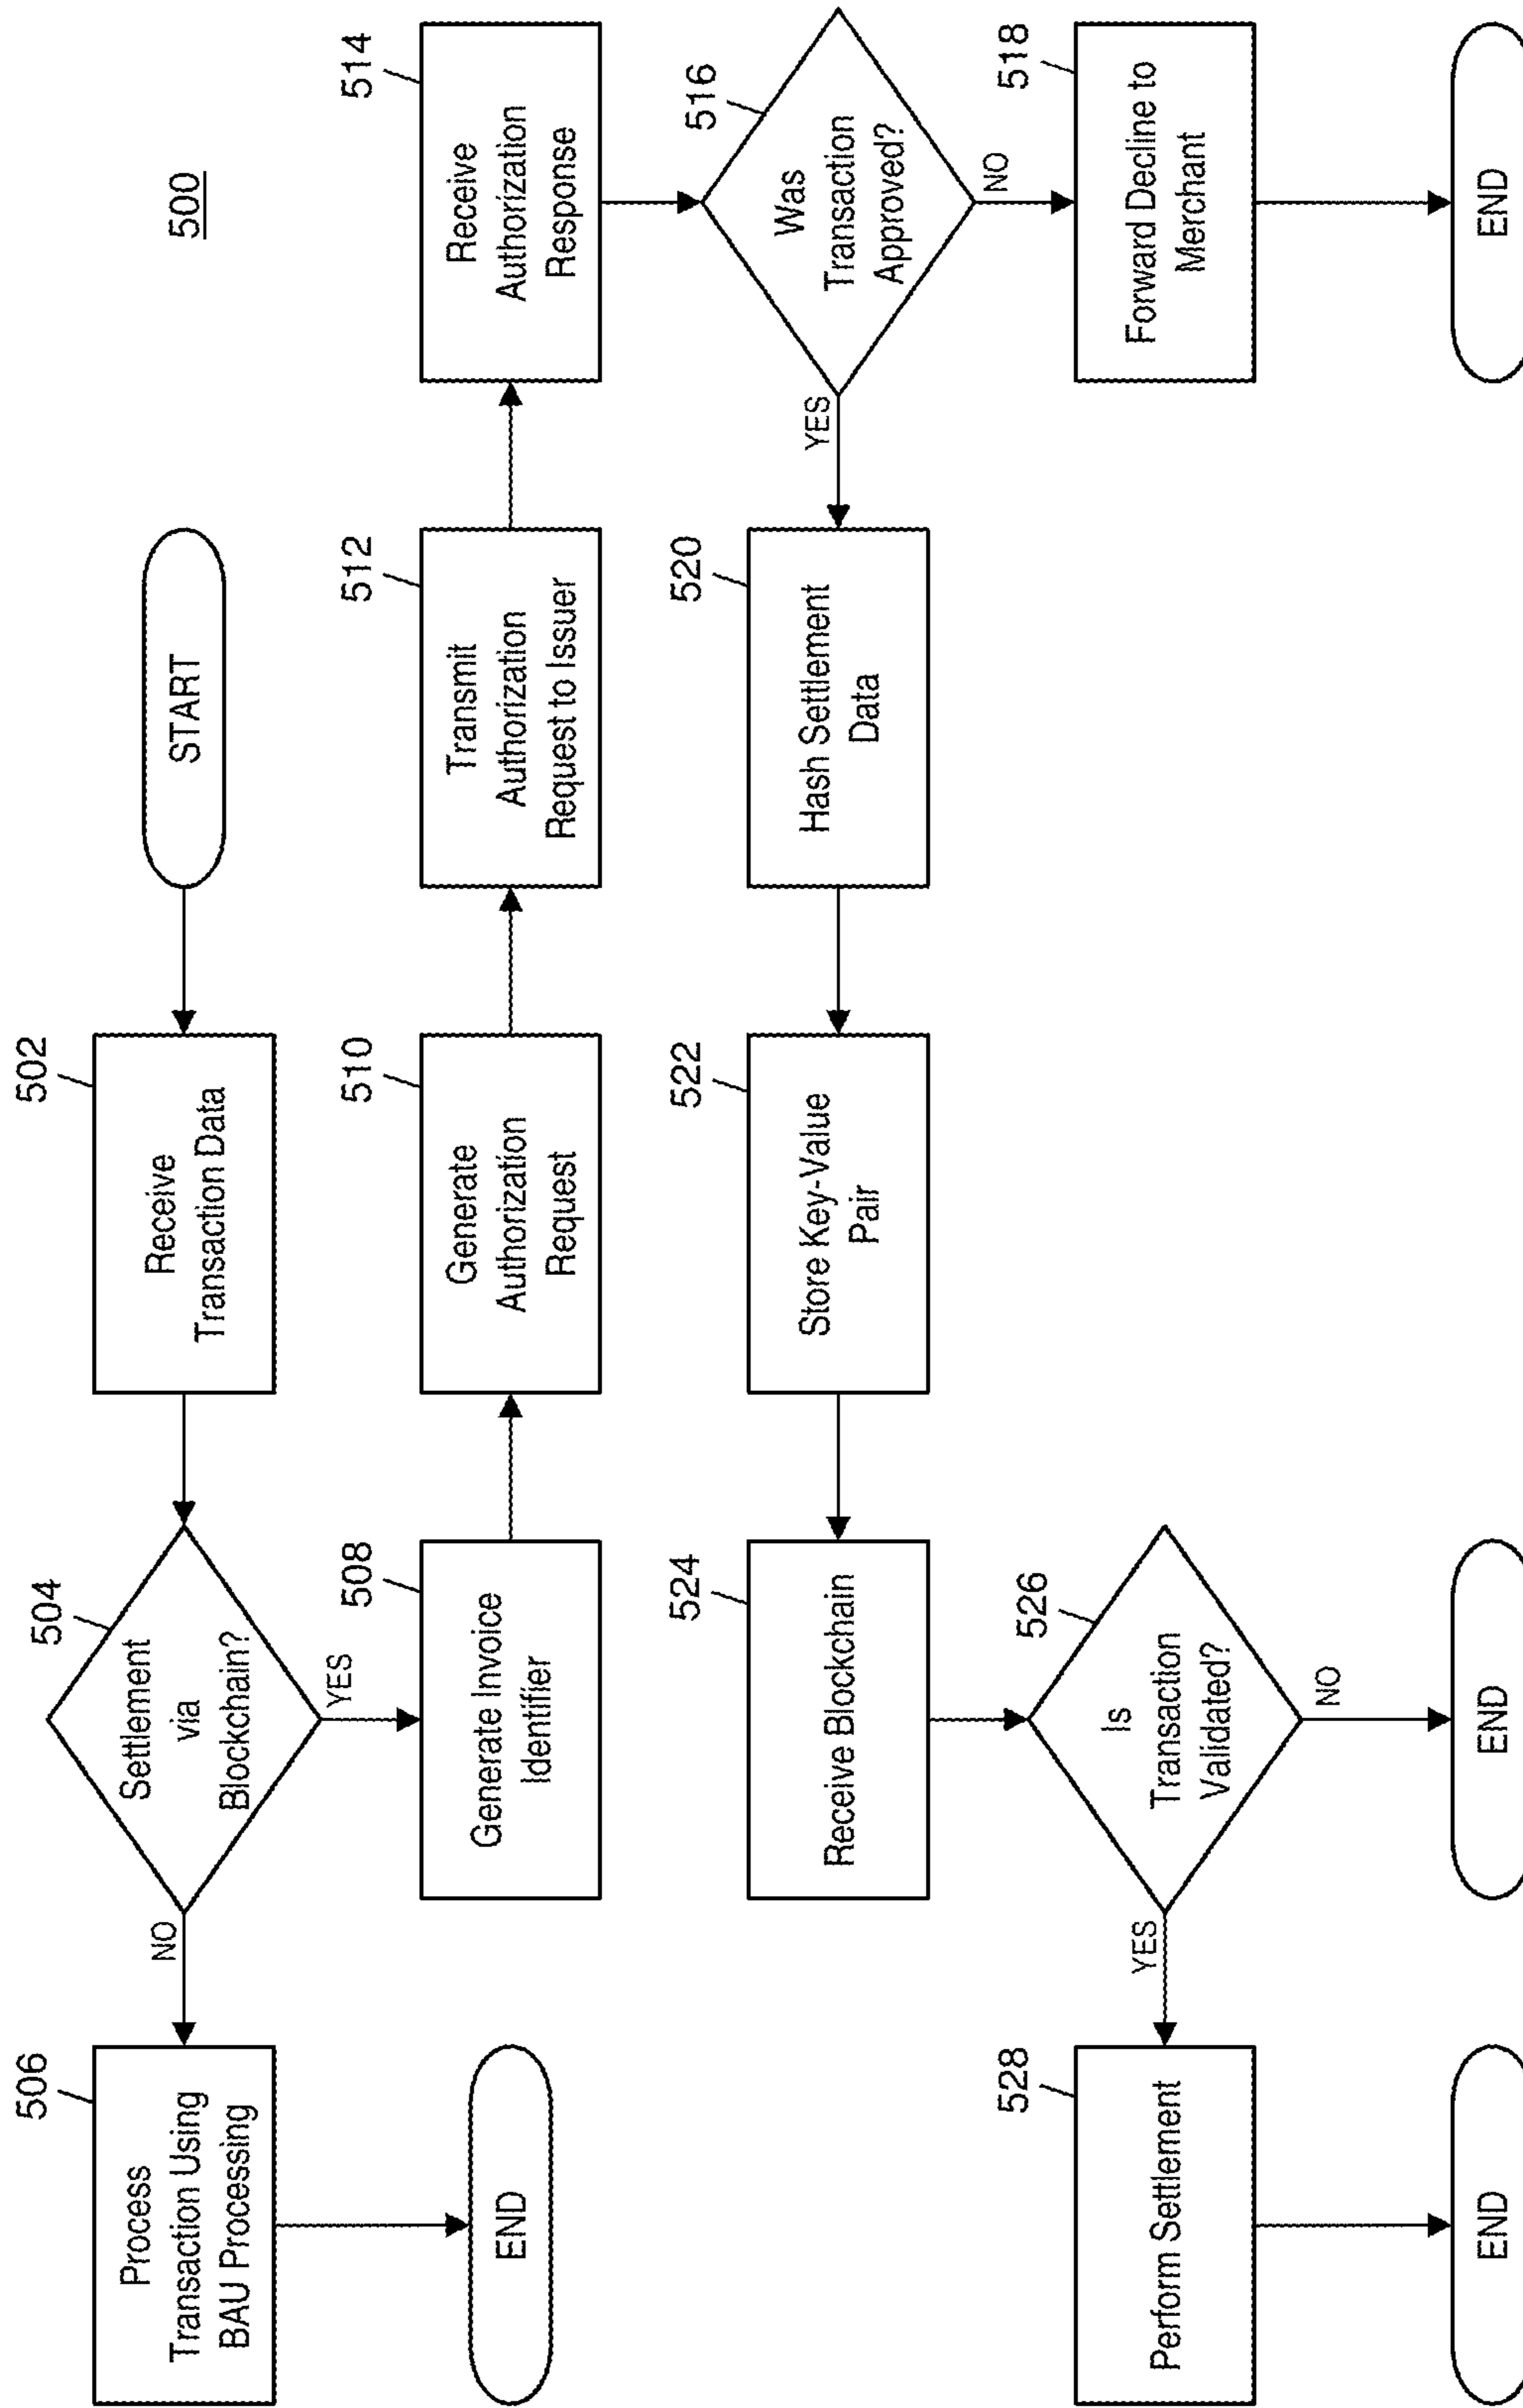 500
START
502
Receive
Transaction Data
504
Settlement
via
Blockchain?
NO
YES
506
Process
Transaction Using
BAU Processing
END
508
Generate Invoice
Identifier
510
Generate
Authorization
Request
512
Transmit
Authorization
Request to Issuer
514
Receive
Authorization
Response
516
Was
Transaction
Approved?
YES
NO
518
Forward Decline to
Merchant
END
520
Hash Settlement
Data
522
Store Key-Value
Pair
524
Receive Blockchain
526
Is
Transaction
Validated?
YES
NO
END
528
Perform Settlement
END